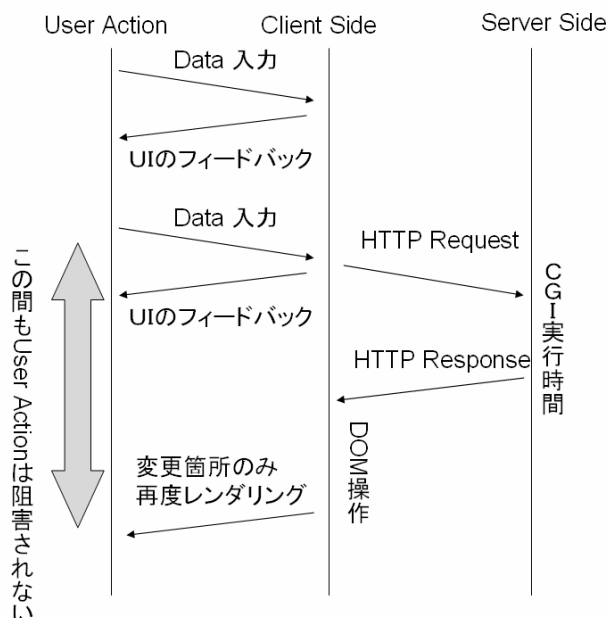 User Action
Client Side
Server Side
Data 入力
UIのフィードバック
Data 入力
HTTP Request
UIのフィードバック
CGI実行時間
HTTP Response
この間もUser Actionは阻害されない
DOM操作
変更箇所のみ
再度レンダリング